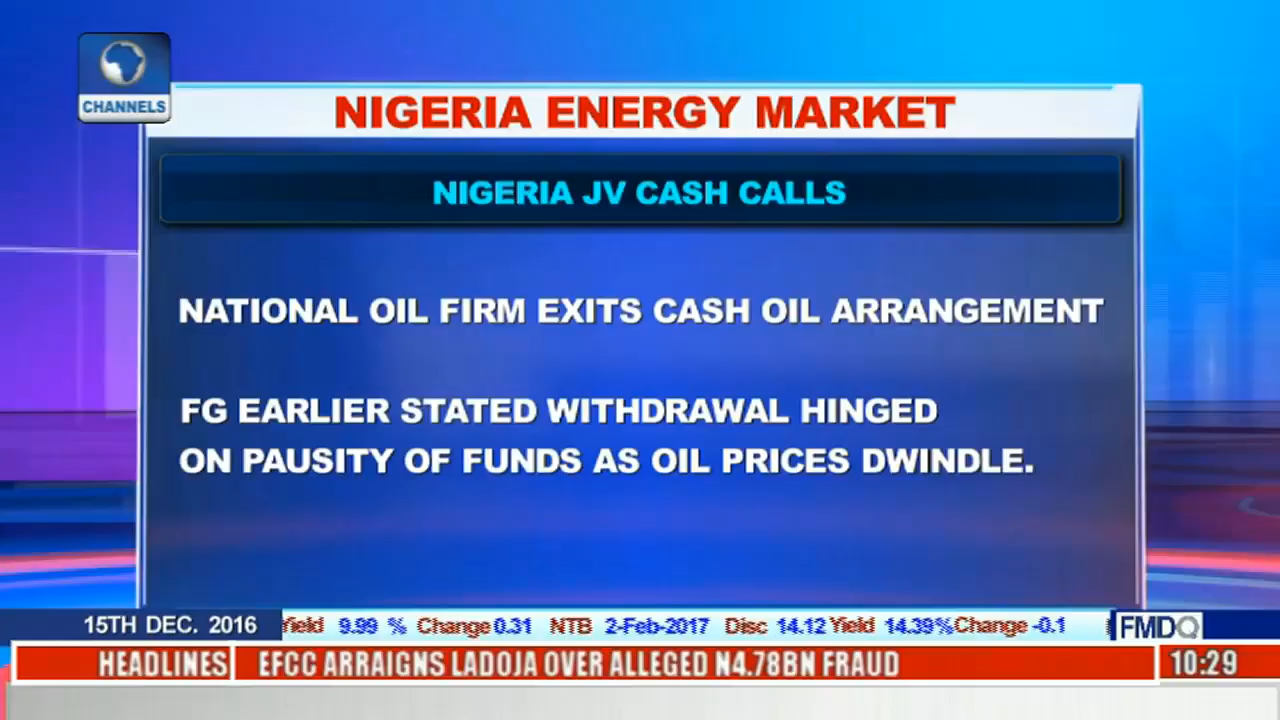 CHANNELS
NIGERIA ENERGY MARKET
NIGERIA JV CASH CALLS
NATIONAL OIL FIRM EXITS CASH OIL ARRANGEMENT
FG EARLIER STATED WITHDRAWAL HINGED
ON PAUSITY OF FUNDS AS OIL PRICES DWINDLE.
15TH DEC. 2016 Yield 9.99 % Change 0.31 NTB 2-Feb-2017 Disc 14.12 Yield 14.39% Change -0.1 FMDQ
HEADLINES EFCC ARRAIGNS LADOJA OVER ALLEGED N4.78BN FRAUD 10:29